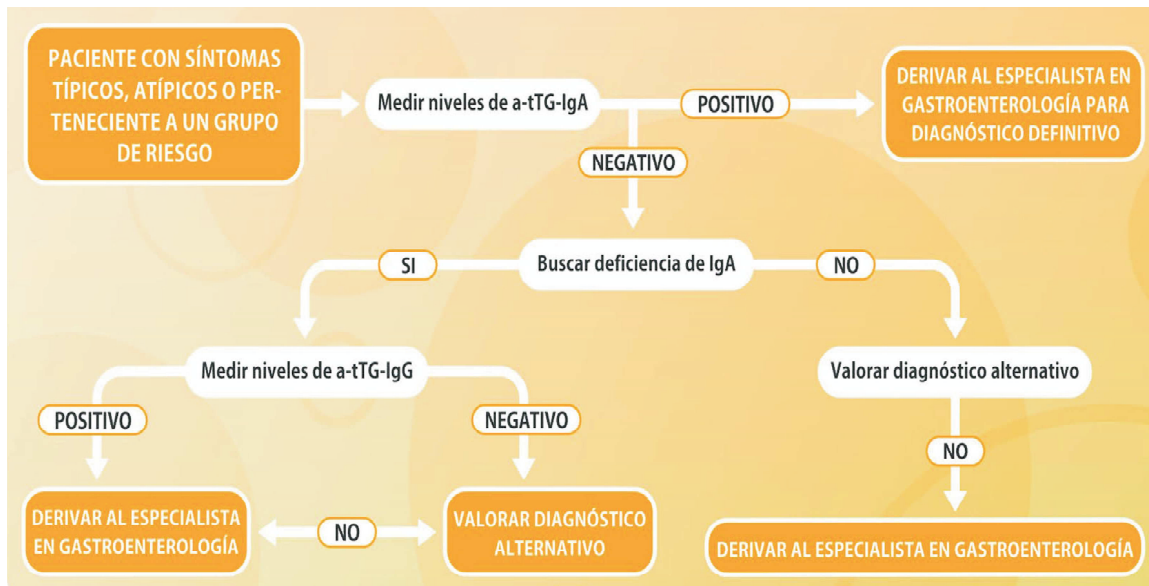 PACIENTE CON SÍNTOMAS
TÍPICOS, ATÍPICOS O PER-
TENECIENTE A UN GRUPO
DE RIESGO
Medir niveles de a-tTG-IgA
POSITIVO
DERIVAR AL ESPECIALISTA EN
GASTROENTEROLOGÍA PARA
DIAGNÓSTICO DEFINITIVO
NEGATIVO
SI
Buscar deficiencia de IgA
NO
Medir niveles de a-tTG-IgG
Valorar diagnóstico alternativo
POSITIVO
NEGATIVO
NO
DERIVAR AL ESPECIALISTA
EN GASTROENTEROLOGÍA
NO
VALORAR DIAGNÓSTICO
ALTERNATIVO
DERIVAR AL ESPECIALISTA EN GASTROENTEROLOGÍA